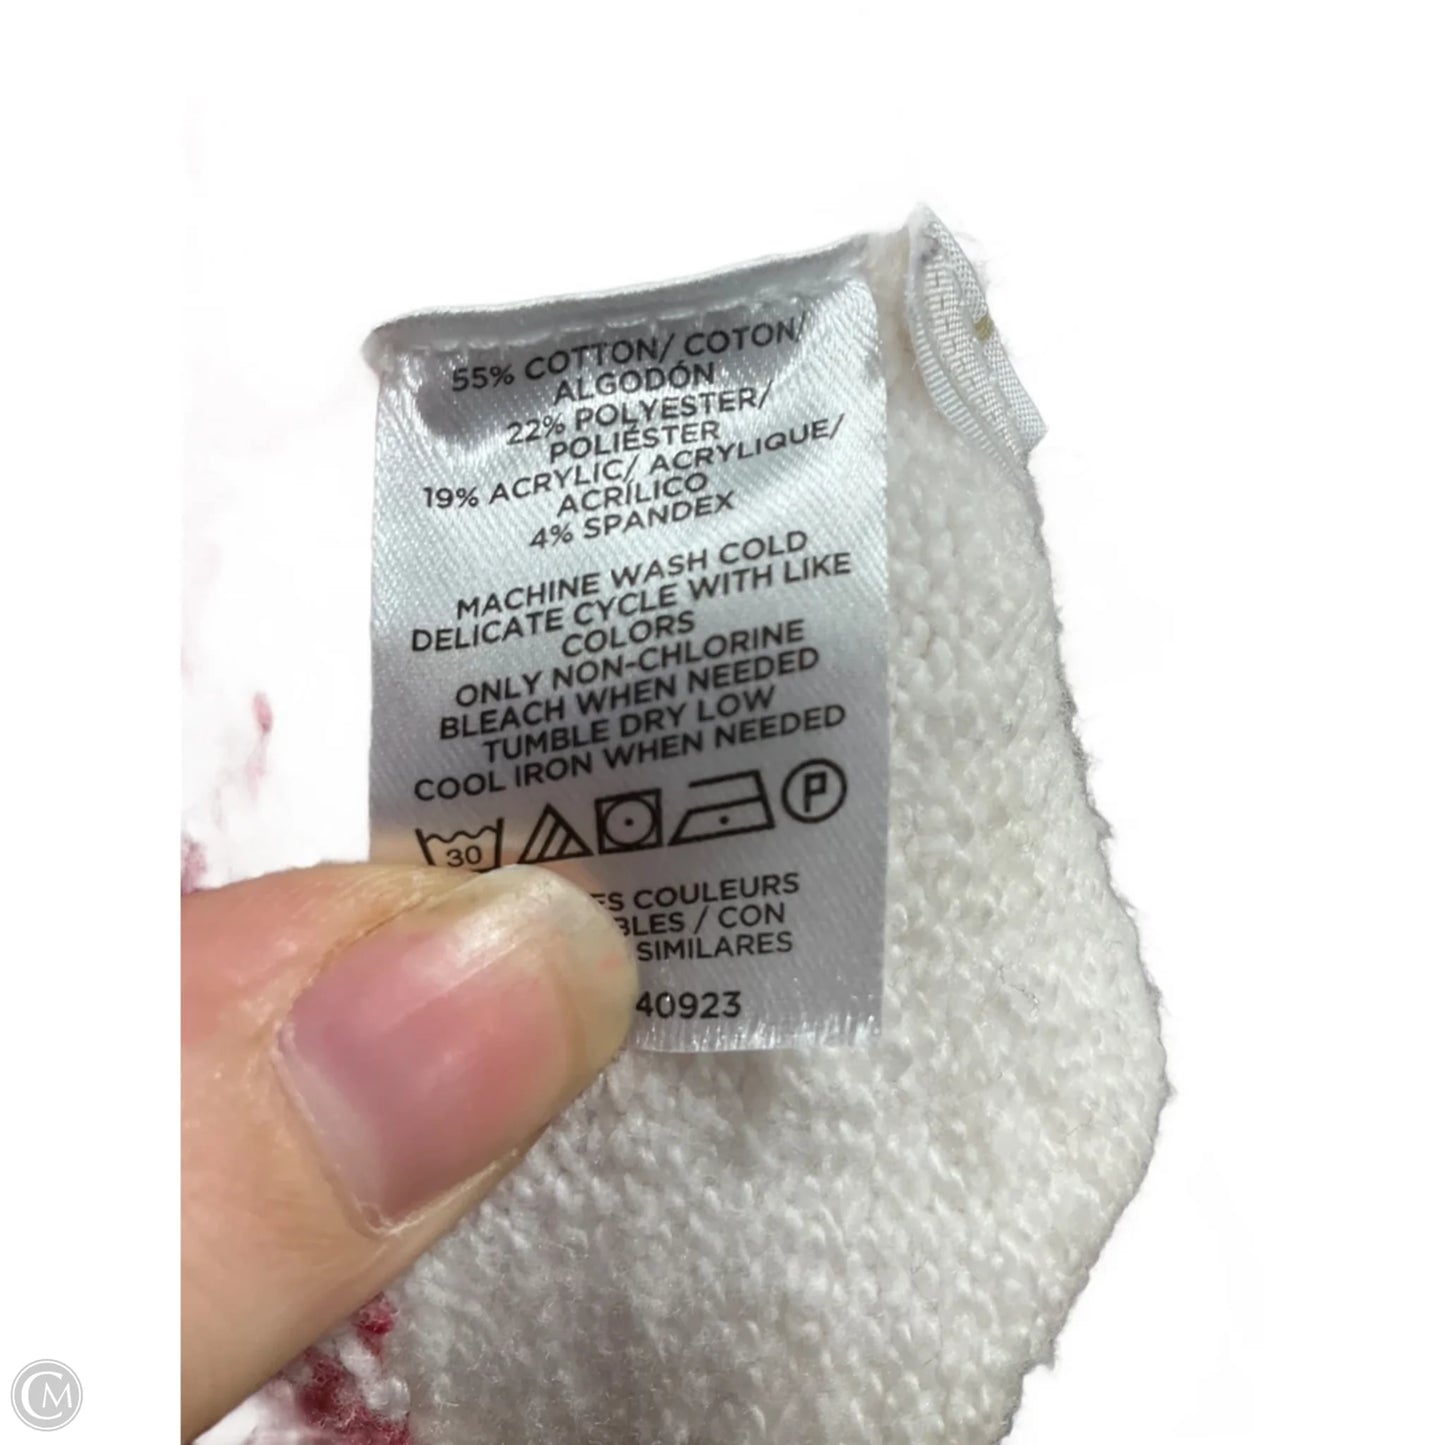 55% COTTON/ COTON/
ALGODÓN
22% POLYESTER/
POLIÉSTER
19% ACRYLIC/ ACRYLIQUE/
ACRÍLICO
4% SPANDEX
MACHINE WASH COLD
DELICATE CYCLE WITH LIKE
COLORS
ONLY NON-CHLORINE
BLEACH WHEN NEEDED
TUMBLE DRY LOW
COOL IRON WHEN NEEDED
30 P
COULEURS
/ CON
SIMILARES
40923
CM